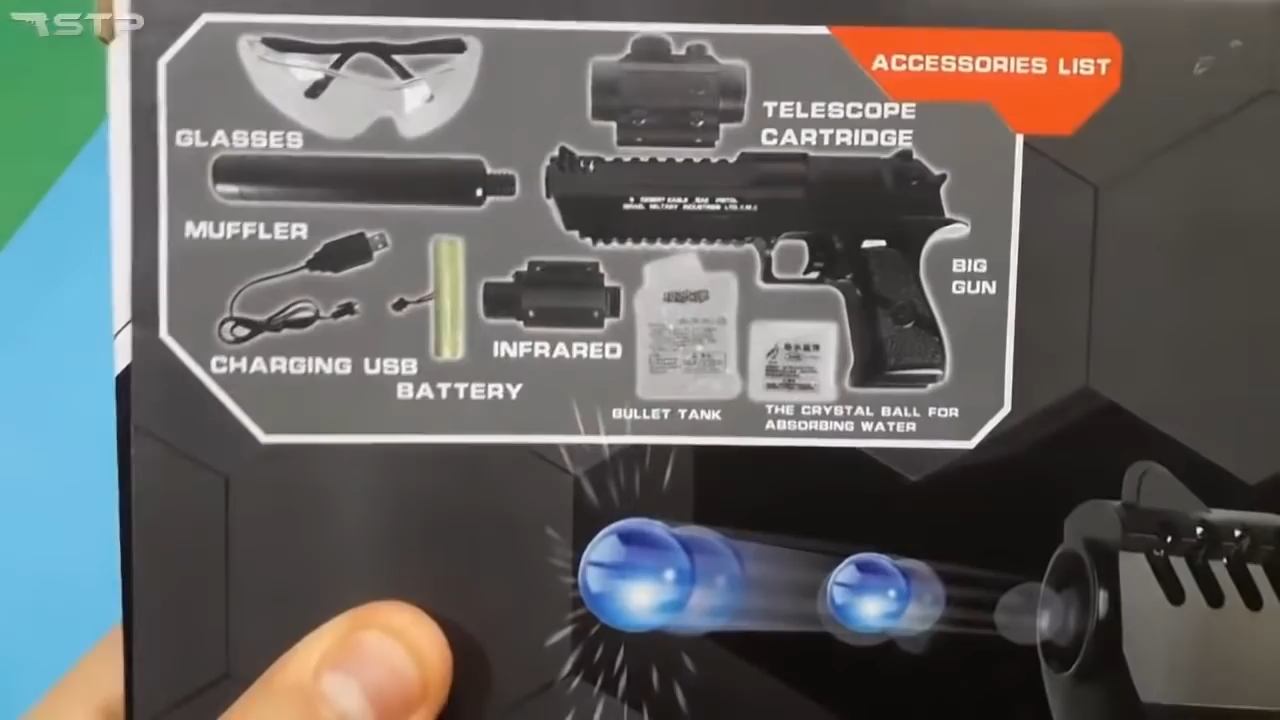 STP
ACCESSORIES LIST
TELESCOPE
CARTRIDGE
GLASSES
MUFFLER
BIG
GUN
INFRARED
CHARGING USB
BATTERY
BULLET TANK
THE CRYSTAL BALL FOR
ABSORBING WATER